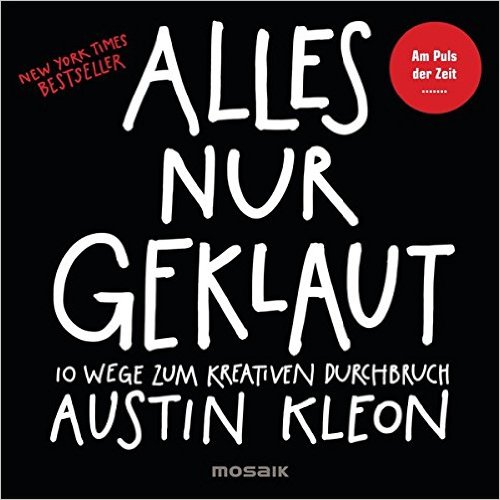 NEW YORK TIMES
BESTSELLER
Am Puls
der Zeit
.......
ALLES
NUR
GEKLAUT
10 WEGE ZUM KREATIVEN DURCHBRUCH
AUSTIN KLEON
mosaik